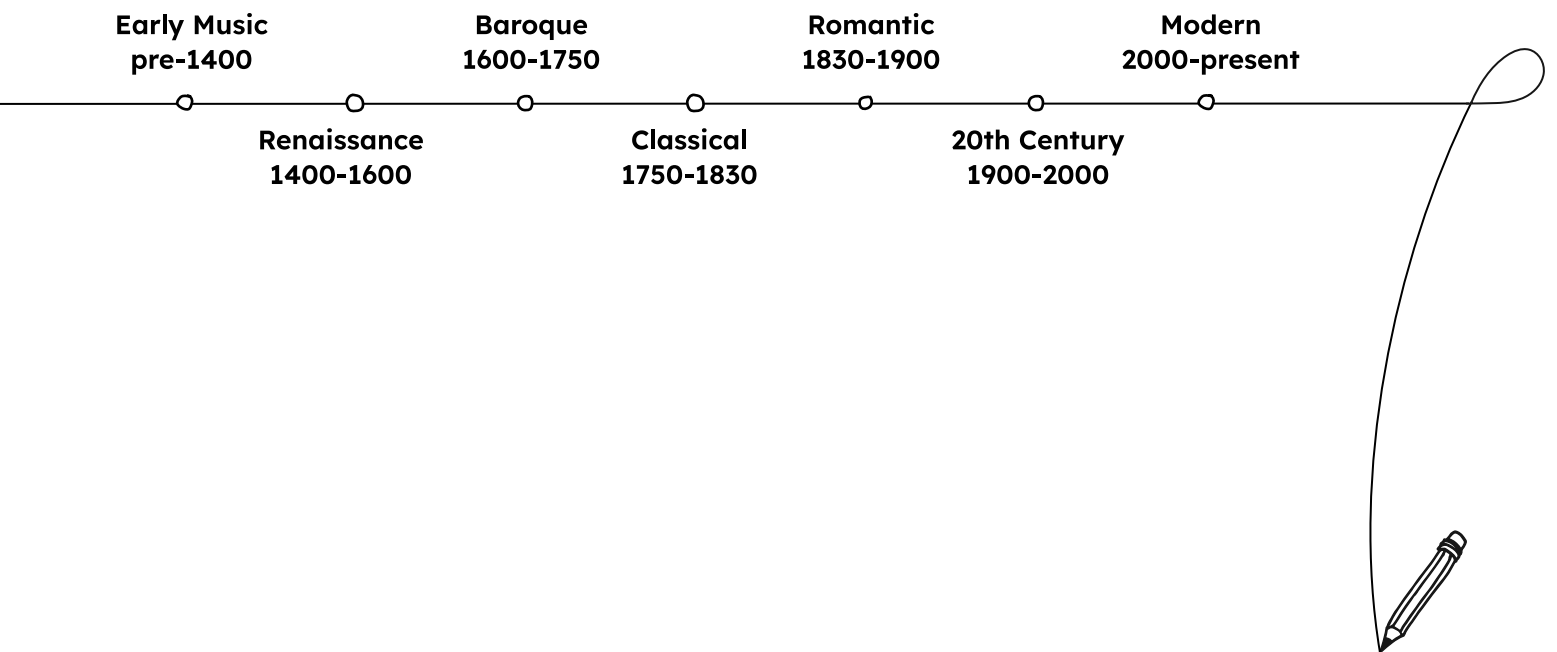 Early Music
pre-1400
Renaissance
1400-1600
Baroque
1600-1750
Classical
1750-1830
Romantic
1830-1900
20th Century
1900-2000
Modern
2000-present